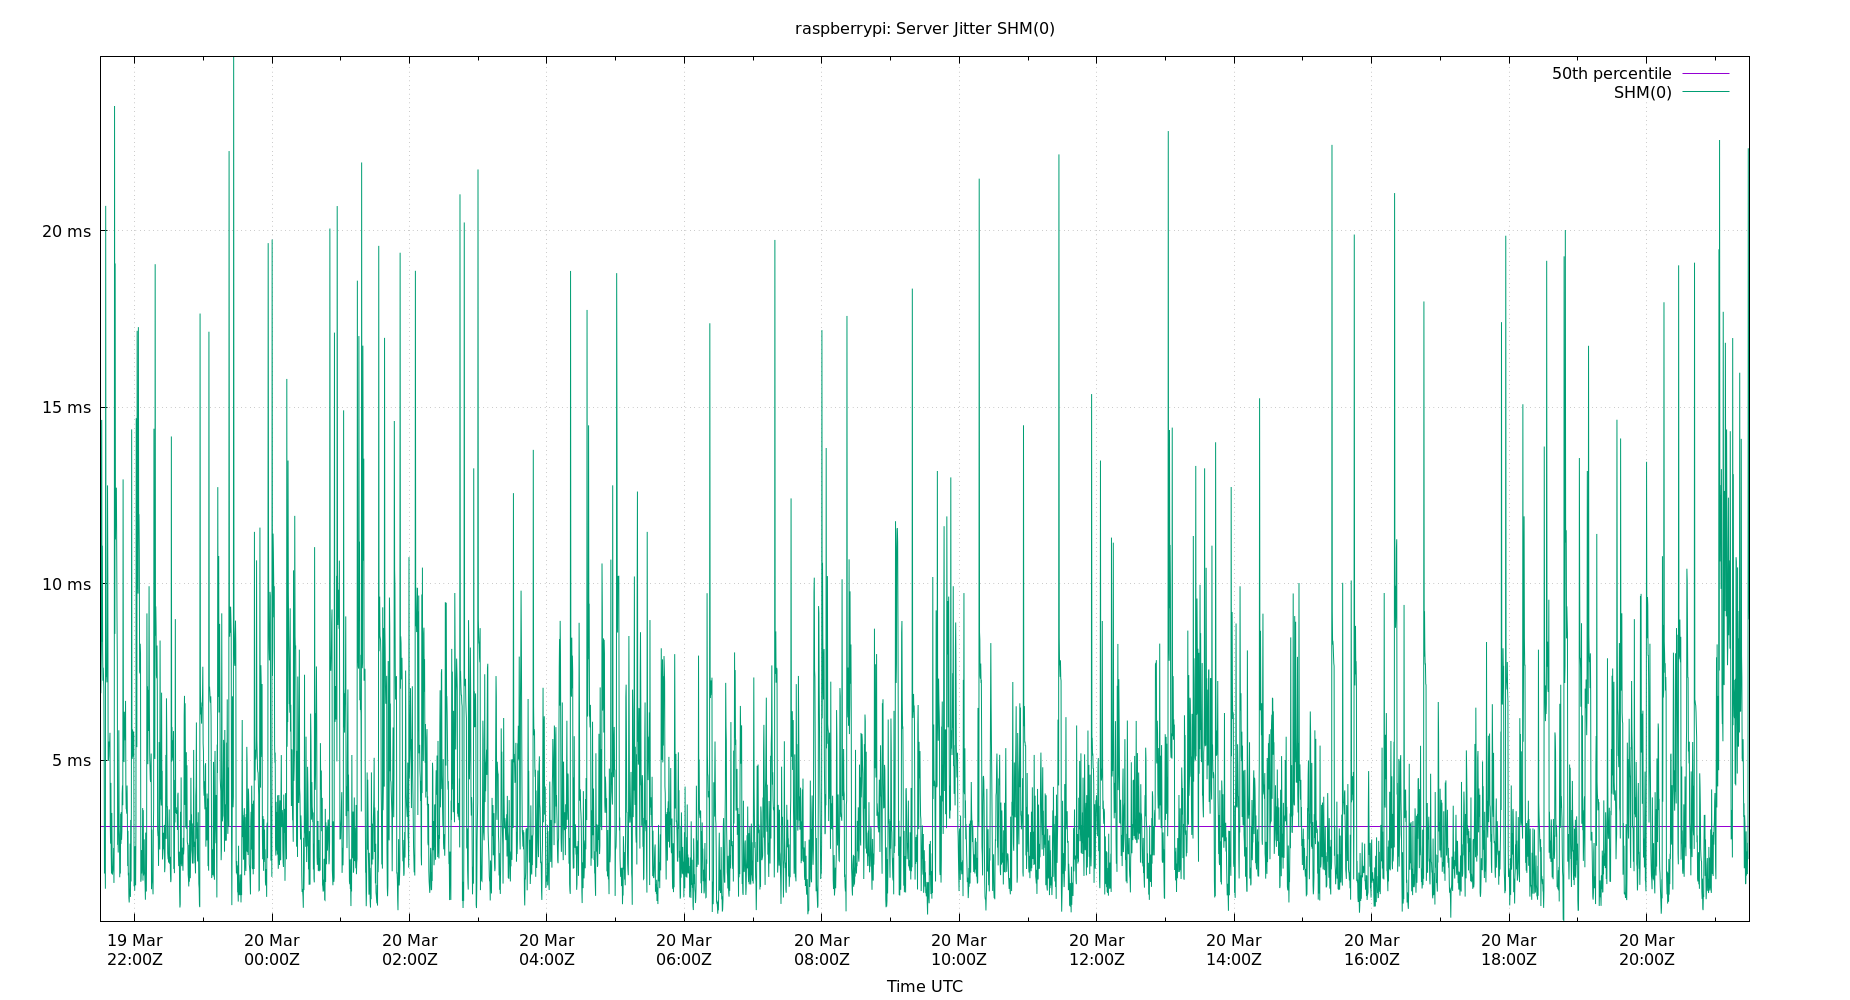 raspberrypi: Server Jitter SHM(0)
50th percentile
SHM(0)
20 ms
15 ms
10 ms
5 ms
19 Mar 20 Mar 20 Mar 20 Mar 20 Mar 20 Mar 20 Mar 20 Mar 20 Mar 20 Mar 20 Mar 20 Mar
22:00Z 00:00Z 02:00Z 04:00Z 06:00Z 08:00Z 10:00Z 12:00Z 14:00Z 16:00Z 18:00Z 20:00Z
Time UTC